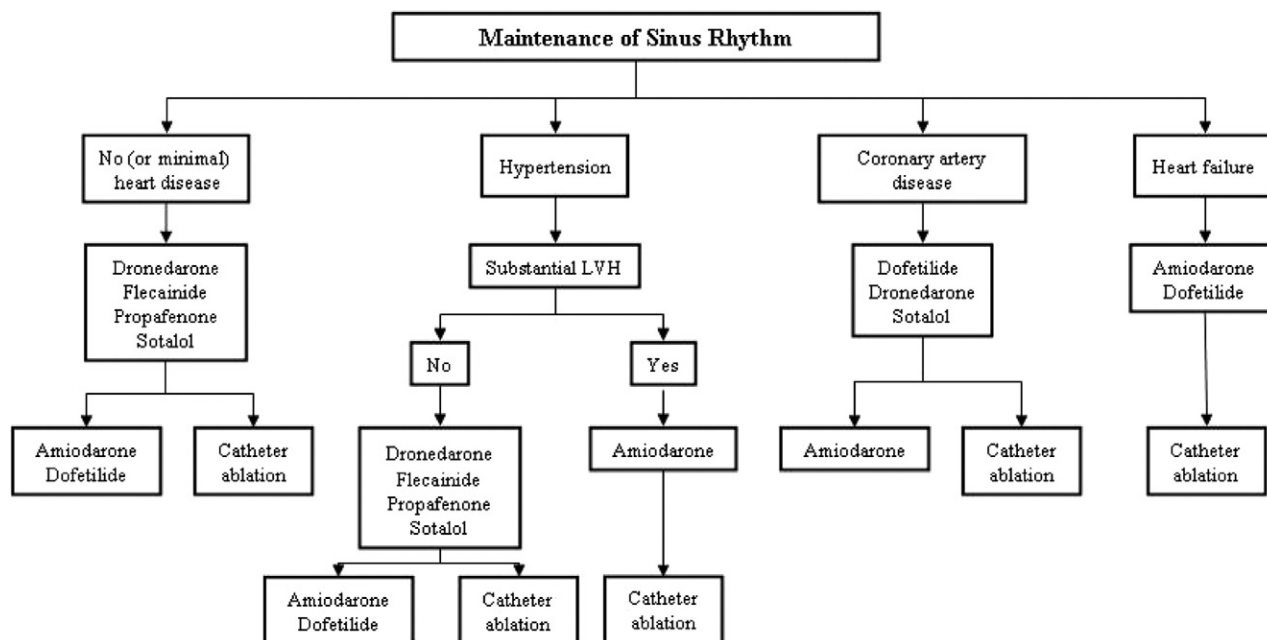 Maintenance of Sinus Rhythm
No (or minimal)
heart disease
Hypertension
Coronary artery
disease
Heart failure
Dronedarone
Flecainide
Propafenone
Sotalol
Substantial LVH
Dofetilide
Dronedarone
Sotalol
Amiodarone
Dofetilide
No
Yes
Amiodarone
Dofetilide
Catheter
ablation
Dronedarone
Flecainide
Propafenone
Sotalol
Amiodarone
Amiodarone
Catheter
ablation
Catheter
ablation
Amiodarone
Dofetilide
Catheter
ablation
Catheter
ablation